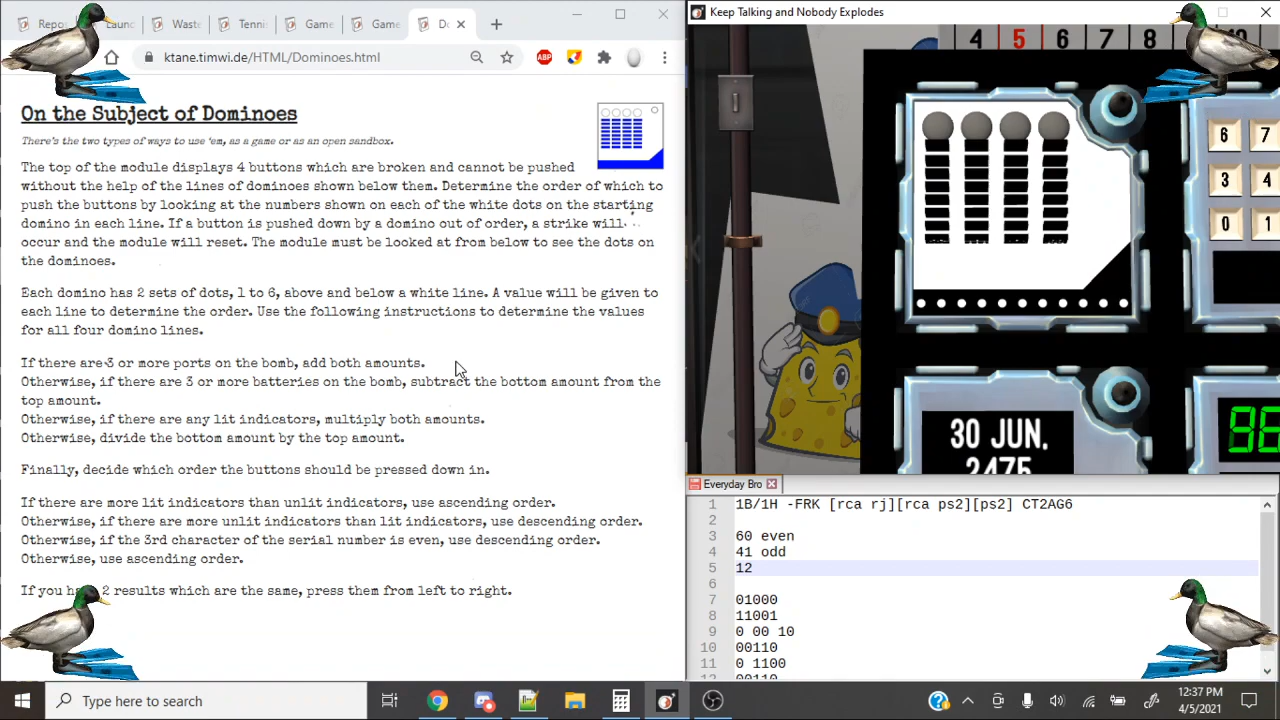 Repo
Laun
Wast
Tenn
Game
Game
Do
Keep Talking and Nobody Explodes
ktane.timwi.de/HTML/Dominoes.html
ABP
4 5 6 7 8 10
On the Subject of Dominoes
There's the two types of ways to use 'em, as a game or as an open sandbox.
The top of the module displays 4 buttons which are broken and cannot be pushed
without the help of the lines of dominoes shown below them. Determine the order of which to
push the buttons by looking at the numbers shown on each of the white dots on the starting
domino in each line. If a button is pushed down by a domino out of order, a strike will
occur and the module will reset. The module must be looked at from below to see the dots on
the dominoes.
Each domino has 2 sets of dots, 1 to 6, above and below a white line. A value will be given to
each line to determine the order. Use the following instructions to determine the values
for all four domino lines.
If there are 3 or more ports on the bomb, add both amounts.
Otherwise, if there are 3 or more batteries on the bomb, subtract the bottom amount from the
top amount.
Otherwise, if there are any lit indicators, multiply both amounts.
Otherwise, divide the bottom amount by the top amount.
Finally, decide which order the buttons should be pressed down in.
If there are more lit indicators than unlit indicators, use ascending order.
Otherwise, if there are more unlit indicators than lit indicators, use descending order.
Otherwise, if the 3rd character of the serial number is even, use descending order.
Otherwise, use ascending order.
If you ha 2 results which are the same, press them from left to right.
6 7
3 4
0 1
30 JUN.
2475
Everyday Bro
1 1B/1H -FRK [rca rj][rca ps2][ps2] CT2AG6
2
3 60 even
4 41 odd
5 12
6
7 01000
8 11001
9 0 00 10
10 00110
11 0 1100
12 00110
Type here to search
12:37 PM
4/5/2021